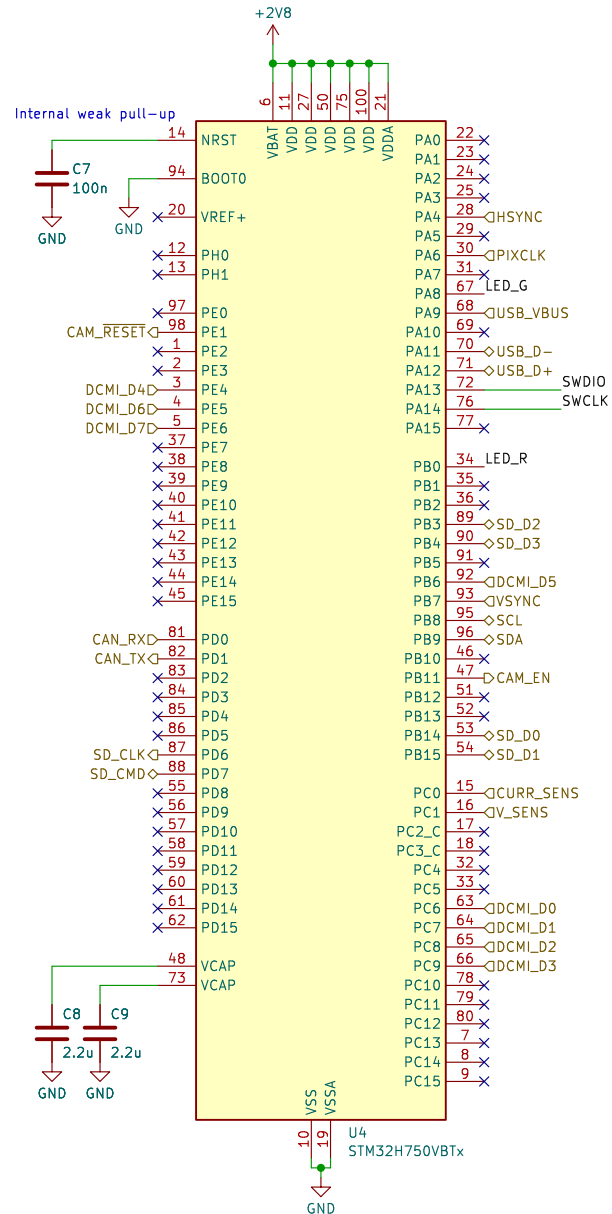 +2V8
6 11 27 50 75 100 21
VBAT VDD VDD VDD VDD VDD VDDA
Internal weak pull-up
14 NRST
C7
100n
GND
94 BOOT0
GND
20 VREF+
12 PH0
13 PH1
97 PE0
CAM_RESET 98 PE1
1 PE2
2 PE3
DCMI_D4 3 PE4
DCMI_D6 4 PE5
DCMI_D7 5 PE6
37 PE7
38 PE8
39 PE9
40 PE10
41 PE11
42 PE12
43 PE13
44 PE14
45 PE15
CAN_RX 81 PD0
CAN_TX 82 PD1
83 PD2
84 PD3
85 PD4
86 PD5
SD_CLK 87 PD6
SD_CMD 88 PD7
55 PD8
56 PD9
57 PD10
58 PD11
59 PD12
60 PD13
61 PD14
62 PD15
48 VCAP
73 VCAP
C8
2.2u
GND
C9
2.2u
GND
PA0 22
PA1 23
PA2 24
PA3 25
PA4 28 HSYNC
PA5 29
PA6 30 PIXCLK
PA7 31
PA8 67 LED_G
PA9 68 USB_VBUS
PA10 69
PA11 70 USB_D-
PA12 71 USB_D+
PA13 72 SWDIO
PA14 76 SWCLK
PA15 77
PB0 34 LED_R
PB1 35
PB2 36
PB3 89 SD_D2
PB4 90 SD_D3
PB5 91
PB6 92 DCMI_D5
PB7 93 VSYNC
PB8 95 SCL
PB9 96 SDA
PB10 46
PB11 47 CAM_EN
PB12 51
PB13 52
PB14 53 SD_D0
PB15 54 SD_D1
PC0 15 CURR_SENS
PC1 16 V_SENS
PC2_C 17
PC3_C 18
PC4 32
PC5 33
PC6 63 DCMI_D0
PC7 64 DCMI_D1
PC8 65 DCMI_D2
PC9 66 DCMI_D3
PC10 78
PC11 79
PC12 80
PC13 7
PC14 8
PC15 9
VSS VSSA
10 19
U4
STM32H750VBTx
GND